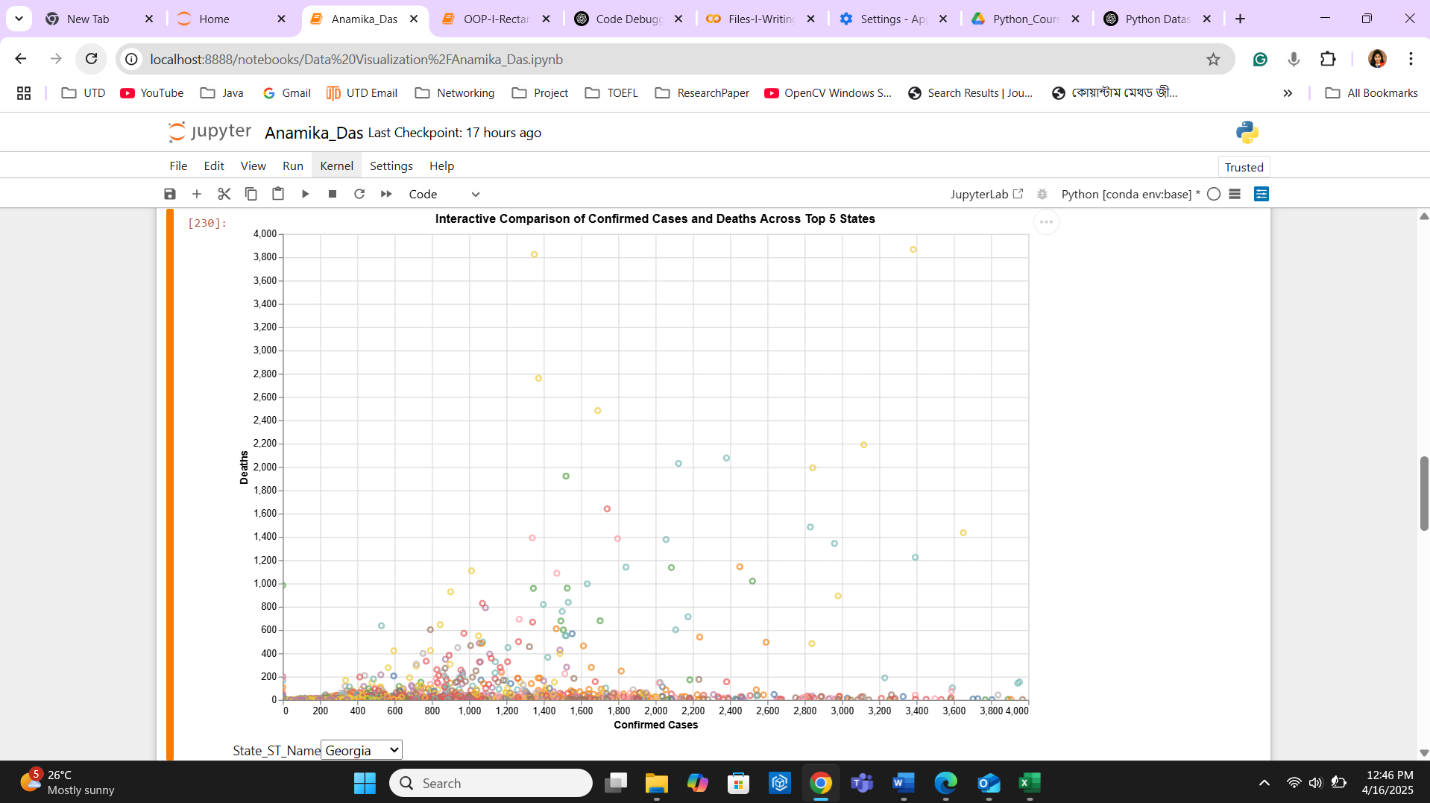 New Tab
Home
Anamika_Das
OOP-I-Rectan
Code Debugg
Files-I-Writing
Settings - App
Python_Cours
Python Datas
localhost:8888/notebooks/Data%20Visualization%2FAnamika_Das.ipynb
UTD
YouTube
Java
Gmail
UTD Email
Networking
Project
TOEFL
ResearchPaper
OpenCV Windows S...
Search Results | Jou...
কোয়ান্টাম মেথড জী...
»
All Bookmarks
jupyter Anamika_Das Last Checkpoint: 17 hours ago
File Edit View Run Kernel Settings Help
Trusted
Code
JupyterLab
Python [conda env:base] *
[230]:
Interactive Comparison of Confirmed Cases and Deaths Across Top 5 States
4,000
3,800
3,600
3,400
3,200
3,000
2,800
2,600
2,400
2,200
2,000
1,800
1,600
1,400
1,200
1,000
800
600
400
200
0
Deaths
0 200 400 600 800 1,000 1,200 1,400 1,600 1,800 2,000 2,200 2,400 2,600 2,800 3,000 3,200 3,400 3,600 3,800 4,000
Confirmed Cases
State_ST_Name Georgia
5
26°C
Mostly sunny
Search
12:46 PM
4/16/2025